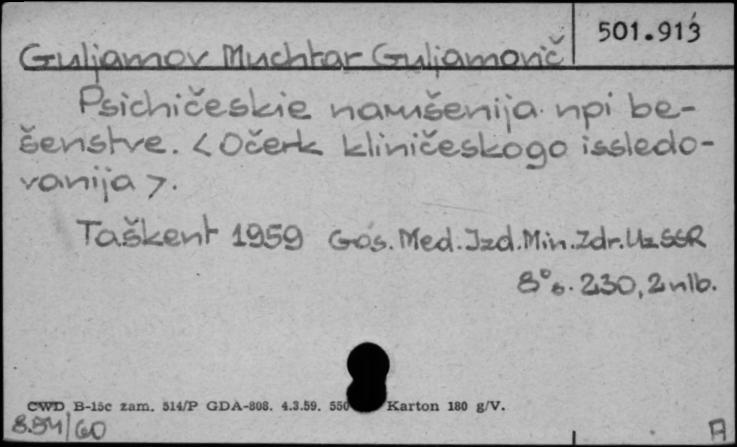 501.913
Guljamov Muchtar Guljamovič
Psichičeskie narušenija npi be-
šenstve. < Očerk kliničeskogo issledo-
vanija >.
Taškent 1959 Gos. Med. Izd. Min. Zdr. Uz SSR
8° s. 230, 2 nlb.
CWD B-15c zam. 514/P GDA-808. 4.3.59. 550 Karton 180 g/V.
8.94/60
A